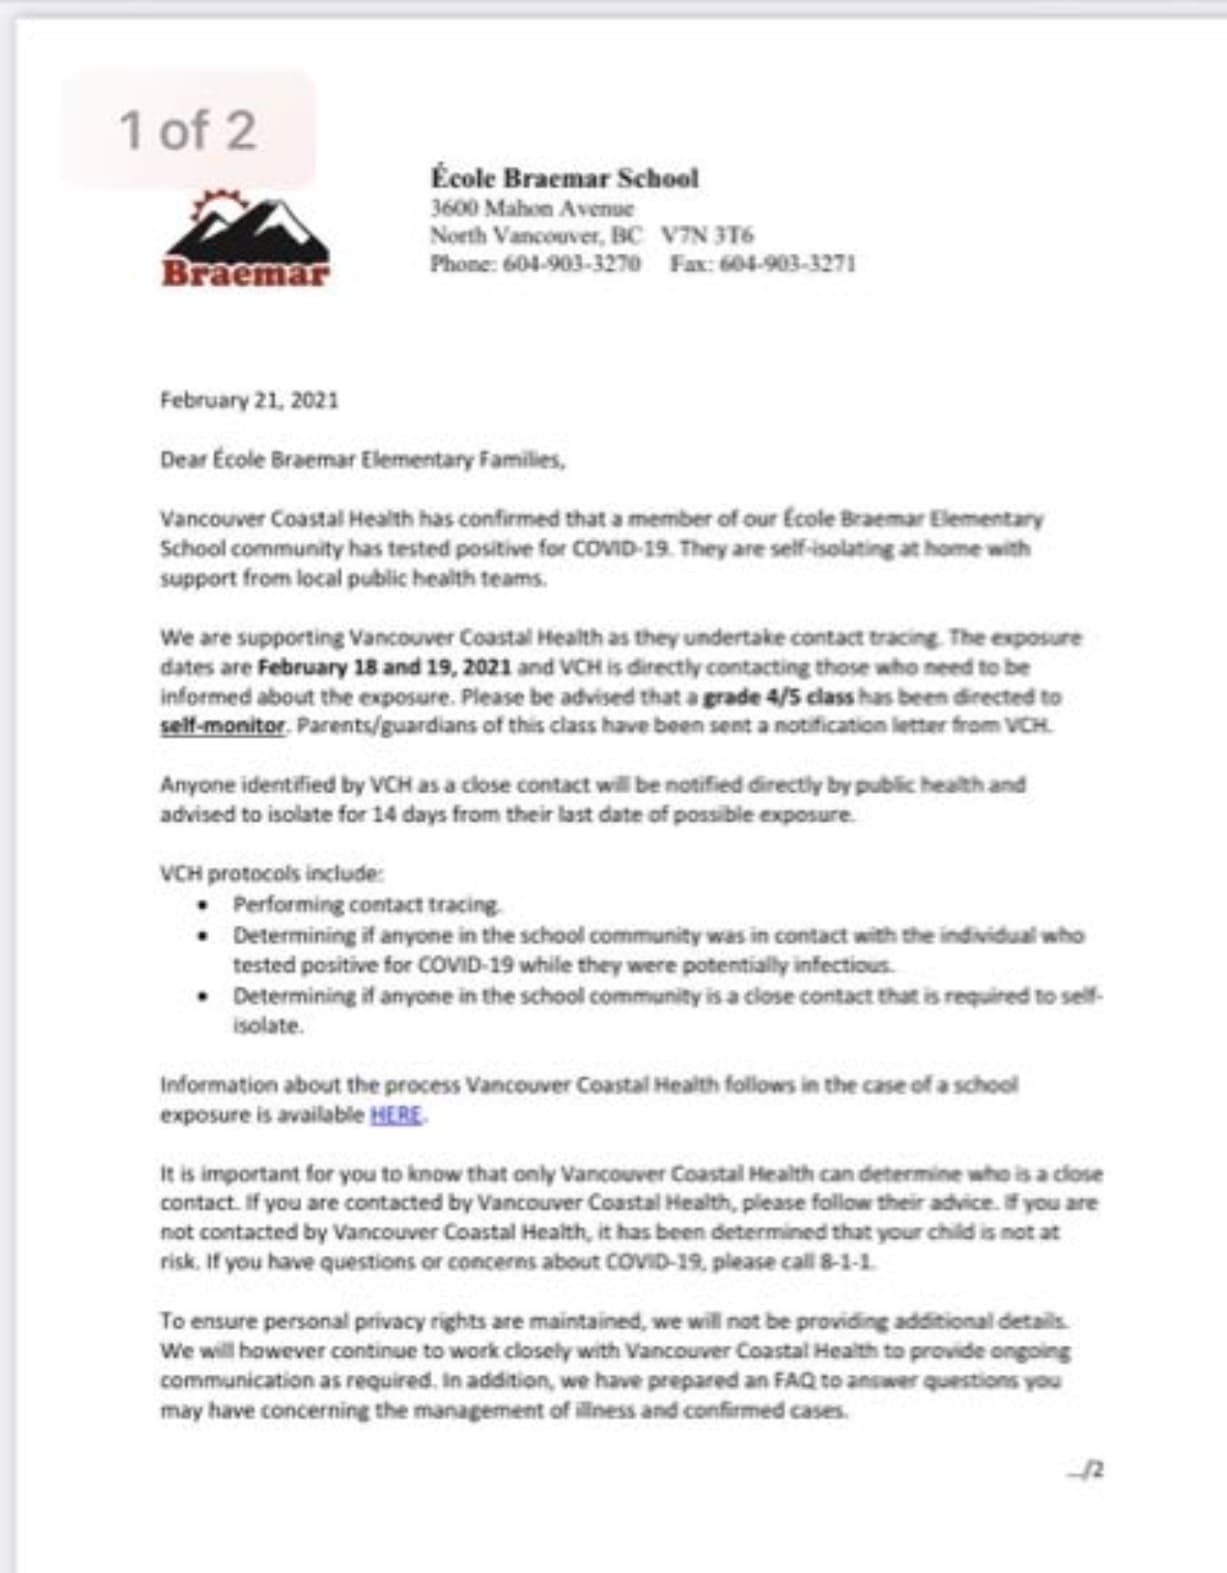 1 of 2
Braemar
École Braemar School
3600 Mahon Avenue
North Vancouver, BC V7N 3T6
Phone: 604-903-3270 Fax: 604-903-3271
February 21, 2021
Dear École Braemar Elementary Families,
Vancouver Coastal Health has confirmed that a member of our École Braemar Elementary
School community has tested positive for COVID-19. They are self-isolating at home with
support from local public health teams.
We are supporting Vancouver Coastal Health as they undertake contact tracing. The exposure
dates are February 18 and 19, 2021 and VCH is directly contacting those who need to be
informed about the exposure. Please be advised that a grade 4/5 class has been directed to
self-monitor. Parents/guardians of this class have been sent a notification letter from VCH.
Anyone identified by VCH as a close contact will be notified directly by public health and
advised to isolate for 14 days from their last date of possible exposure.
VCH protocols include:
• Performing contact tracing.
• Determining if anyone in the school community was in contact with the individual who
tested positive for COVID-19 while they were potentially infectious.
• Determining if anyone in the school community is a close contact that is required to self-
isolate.
Information about the process Vancouver Coastal Health follows in the case of a school
exposure is available HERE.
It is important for you to know that only Vancouver Coastal Health can determine who is a close
contact. If you are contacted by Vancouver Coastal Health, please follow their advice. If you are
not contacted by Vancouver Coastal Health, it has been determined that your child is not at
risk. If you have questions or concerns about COVID-19, please call 8-1-1.
To ensure personal privacy rights are maintained, we will not be providing additional details.
We will however continue to work closely with Vancouver Coastal Health to provide ongoing
communication as required. In addition, we have prepared an FAQ to answer questions you
may have concerning the management of illness and confirmed cases.
.../2